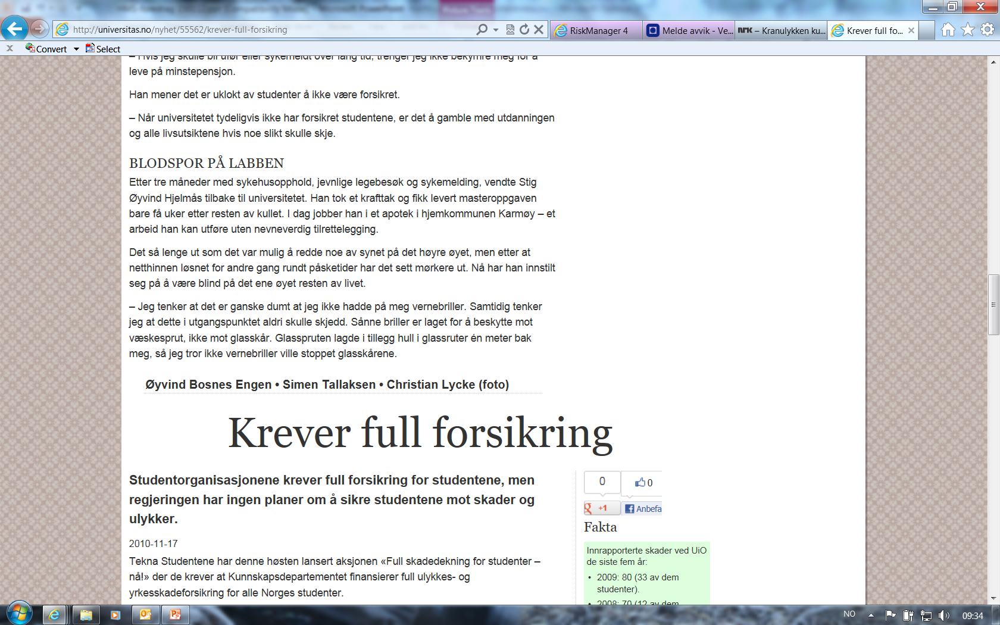 http://universitas.no/nyhet/55562/krever-full-forsikring
RiskManager 4
Melde avvik - Ve...
NRK – Kranulykken ku...
Krever full fo...
Convert
Select
– Hvis jeg skulle bli ufør eller sykemeldt over lang tid, trenger jeg ikke bekymre meg for å
leve på minstepensjon.
Han mener det er uklokt av studenter å ikke være forsikret.
– Når universitetet tydeligvis ikke har forsikret studentene, er det å gamble med utdanningen
og alle livsutsiktene hvis noe slikt skulle skje.
BLODSPOR PÅ LABBEN
Etter tre måneder med sykehusopphold, jevnlige legebesøk og sykemelding, vendte Stig
Øyvind Hjelmås tilbake til universitetet. Han tok et krafttak og fikk levert masteroppgaven
bare få uker etter resten av kullet. I dag jobber han i et apotek i hjemkommunen Karmøy – et
arbeid han kan utføre uten nevneverdig tilrettelegging.
Det så lenge ut som det var mulig å redde noe av synet på det høyre øyet, men etter at
netthinnen løsnet for andre gang rundt påsketider har det sett mørkere ut. Nå har han innstilt
seg på å være blind på det ene øyet resten av livet.
– Jeg tenker at det er ganske dumt at jeg ikke hadde på meg vernebriller. Samtidig tenker
jeg at dette i utgangspunktet aldri skulle skjedd. Sånne briller er laget for å beskytte mot
væskesprut, ikke mot glasskår. Glasspruten lagde i tillegg hull i glassruter én meter bak
meg, så jeg tror ikke vernebriller ville stoppet glasskårene.
Øyvind Bosnes Engen • Simen Tallaksen • Christian Lycke (foto)
Krever full forsikring
Studentorganisasjonene krever full forsikring for studentene, men
regjeringen har ingen planer om å sikre studentene mot skader og
ulykker.
2010-11-17
Tekna Studentene har denne høsten lansert aksjonen «Full skadedekning for studenter –
nå!» der de krever at Kunnskapsdepartementet finansierer full ulykkes- og
yrkesskadeforsikring for alle Norges studenter.
0
0
+1
Anbefa
Fakta
Innrapporterte skader ved UiO
de siste fem år:
• 2009: 80 (33 av dem
studenter).
• 2008: 70 (12 av dem
NO
09:34